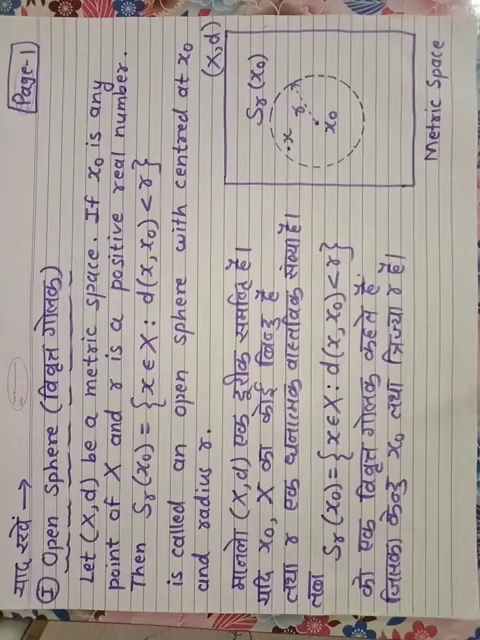 Page-1
याद रखें →
(I) Open Sphere (विवृत्त गोलक)
Let (X,d) be a metric space. If x₀ is any
point of X and r is a positive real number.
Then Sr(x₀) = {x∈X : d(x,x₀) < r}
is called an open sphere with centred at x₀
and radius r.
(X,d)
मानलो (X,d) एक दूरीक समष्टि है।
यदि x₀, X का कोई बिन्दु है
तथा r एक धनात्मक वास्तविक संख्या है।
तब
Sr(x₀) = {x∈X : d(x,x₀) < r}
को एक विवृत्त गोलक कहते है।
जिसका केन्द्र x₀ तथा त्रिज्या r है।
Sr(x₀)
x
r
x₀
Metric Space